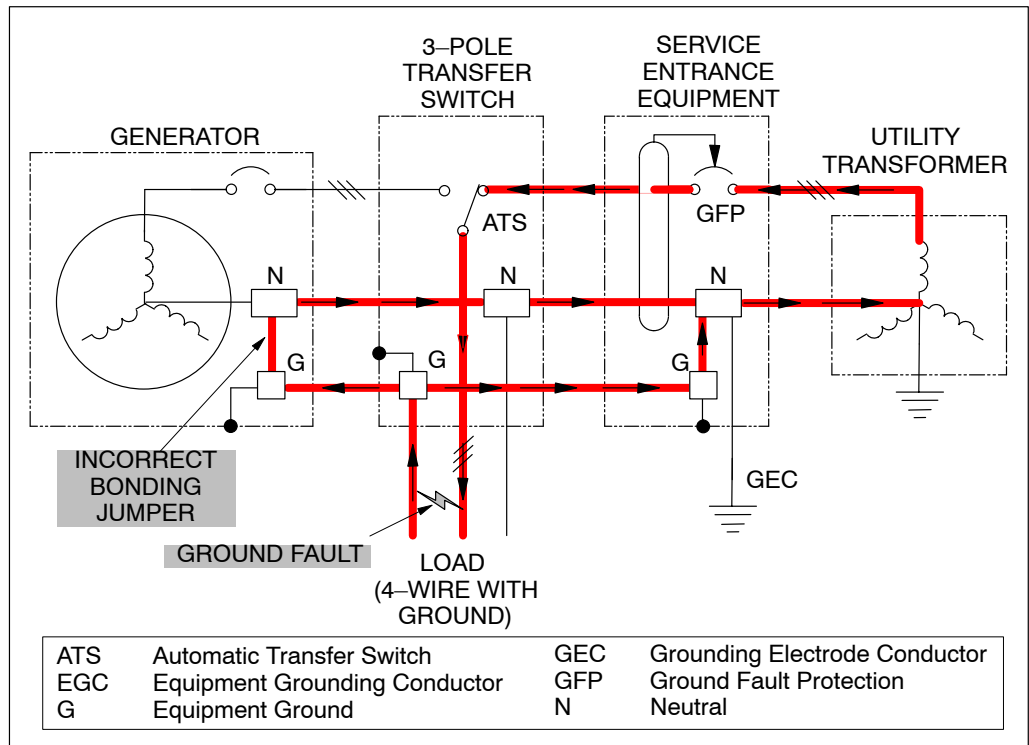 3–POLE
TRANSFER
SWITCH
SERVICE
ENTRANCE
EQUIPMENT
GENERATOR
UTILITY
TRANSFORMER
ATS
GFP
N
N
N
G
G
G
INCORRECT
BONDING
JUMPER
GEC
GROUND FAULT
LOAD
(4–WIRE WITH
GROUND)
ATS Automatic Transfer Switch
EGC Equipment Grounding Conductor
G Equipment Ground
GEC Grounding Electrode Conductor
GFP Ground Fault Protection
N Neutral